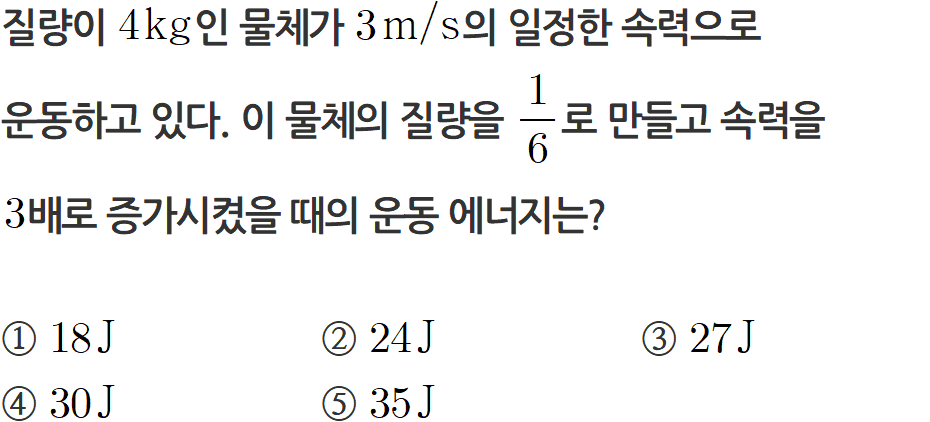 질량이 4kg인 물체가 3m/s의 일정한 속력으로
운동하고 있다. 이 물체의 질량을 1/6로 만들고 속력을
3배로 증가시켰을 때의 운동 에너지는?
① 18J ② 24J ③ 27J
④ 30J ⑤ 35J